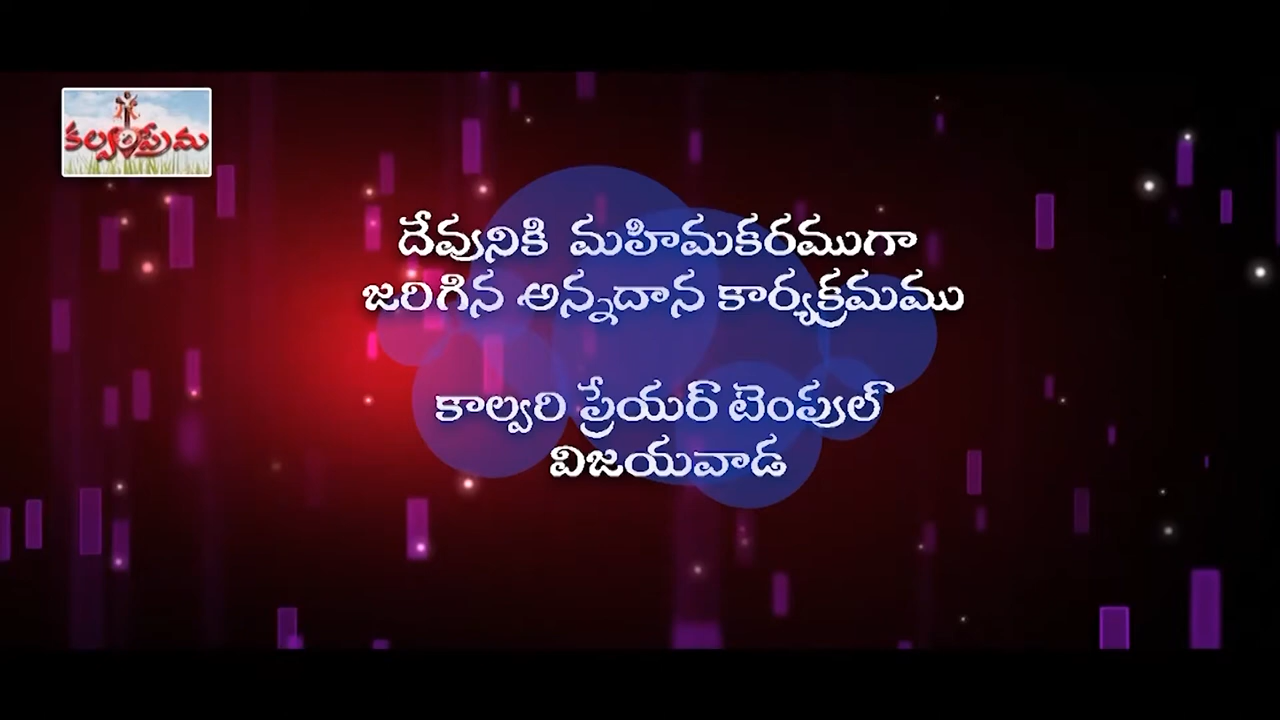 కల్వరిప్రేమ
దేవునికి మహిమకరముగా
జరిగిన అన్నదాన కార్యక్రమము
కాల్వరి ప్రేయర్ టెంపుల్
విజయవాడ